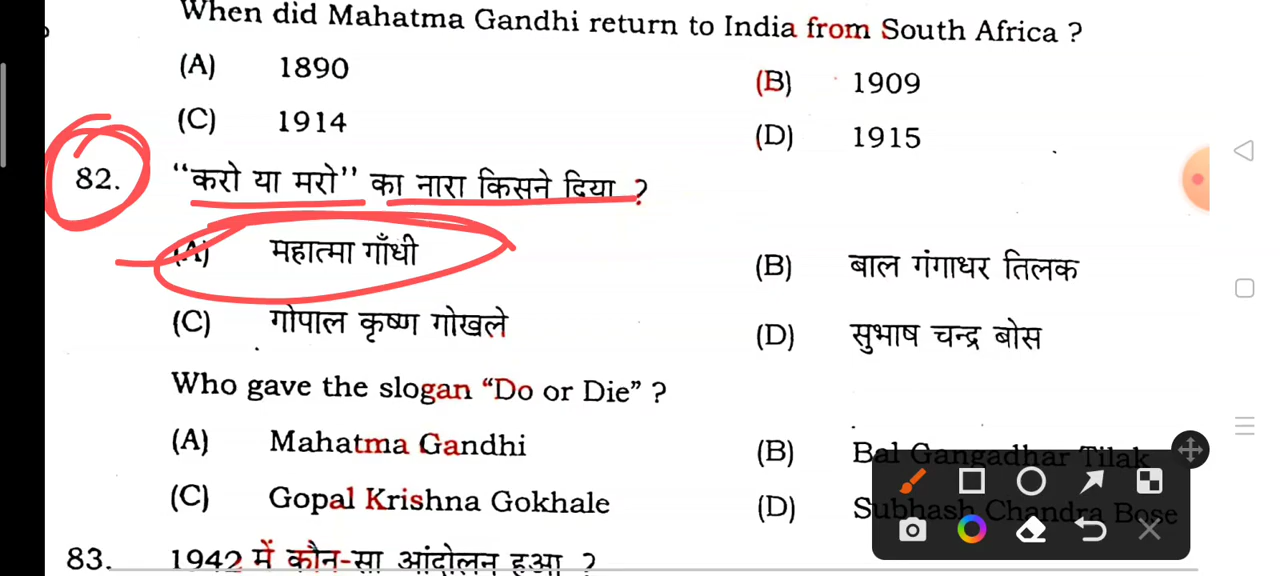 When did Mahatma Gandhi return to India from South Africa ?
(A) 1890 (B) 1909
(C) 1914 (D) 1915
82. “करो या मरो” का नारा किसने दिया ?
(A) महात्मा गाँधी (B) बाल गंगाधर तिलक
(C) गोपाल कृष्ण गोखले (D) सुभाष चन्द्र बोस
Who gave the slogan “Do or Die” ?
(A) Mahatma Gandhi (B) Bal Gangadhar Tilak
(C) Gopal Krishna Gokhale (D) Subhash Chandra Bose
83. 1942 में कौन-सा आंदोलन हुआ ?